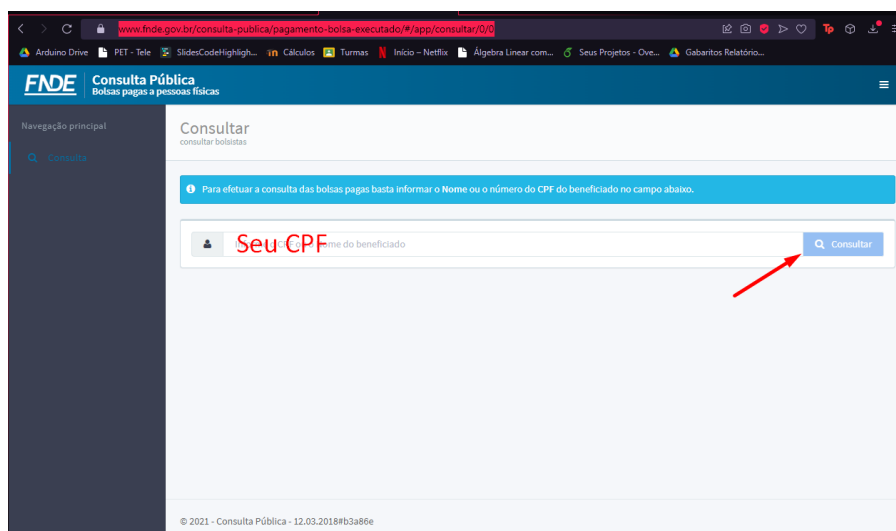 www.fnde.gov.br/consulta-publica/pagamento-bolsa-executado/#/app/consultar/0/0
Arduino Drive PET - Tele SlidesCodeHighligh... Cálculos Turmas Início – Netflix Álgebra Linear com... Seus Projetos - Ove... Gabaritos Relatório...
FNDE Consulta Pública
Bolsas pagas a pessoas físicas
Navegação principal
Consulta
Consultar
consultar bolsistas
Para efetuar a consulta das bolsas pagas basta informar o Nome ou o número do CPF do beneficiado no campo abaixo.
Seu CPF
do beneficiado
Consultar
© 2021 - Consulta Pública - 12.03.2018#b3a86e